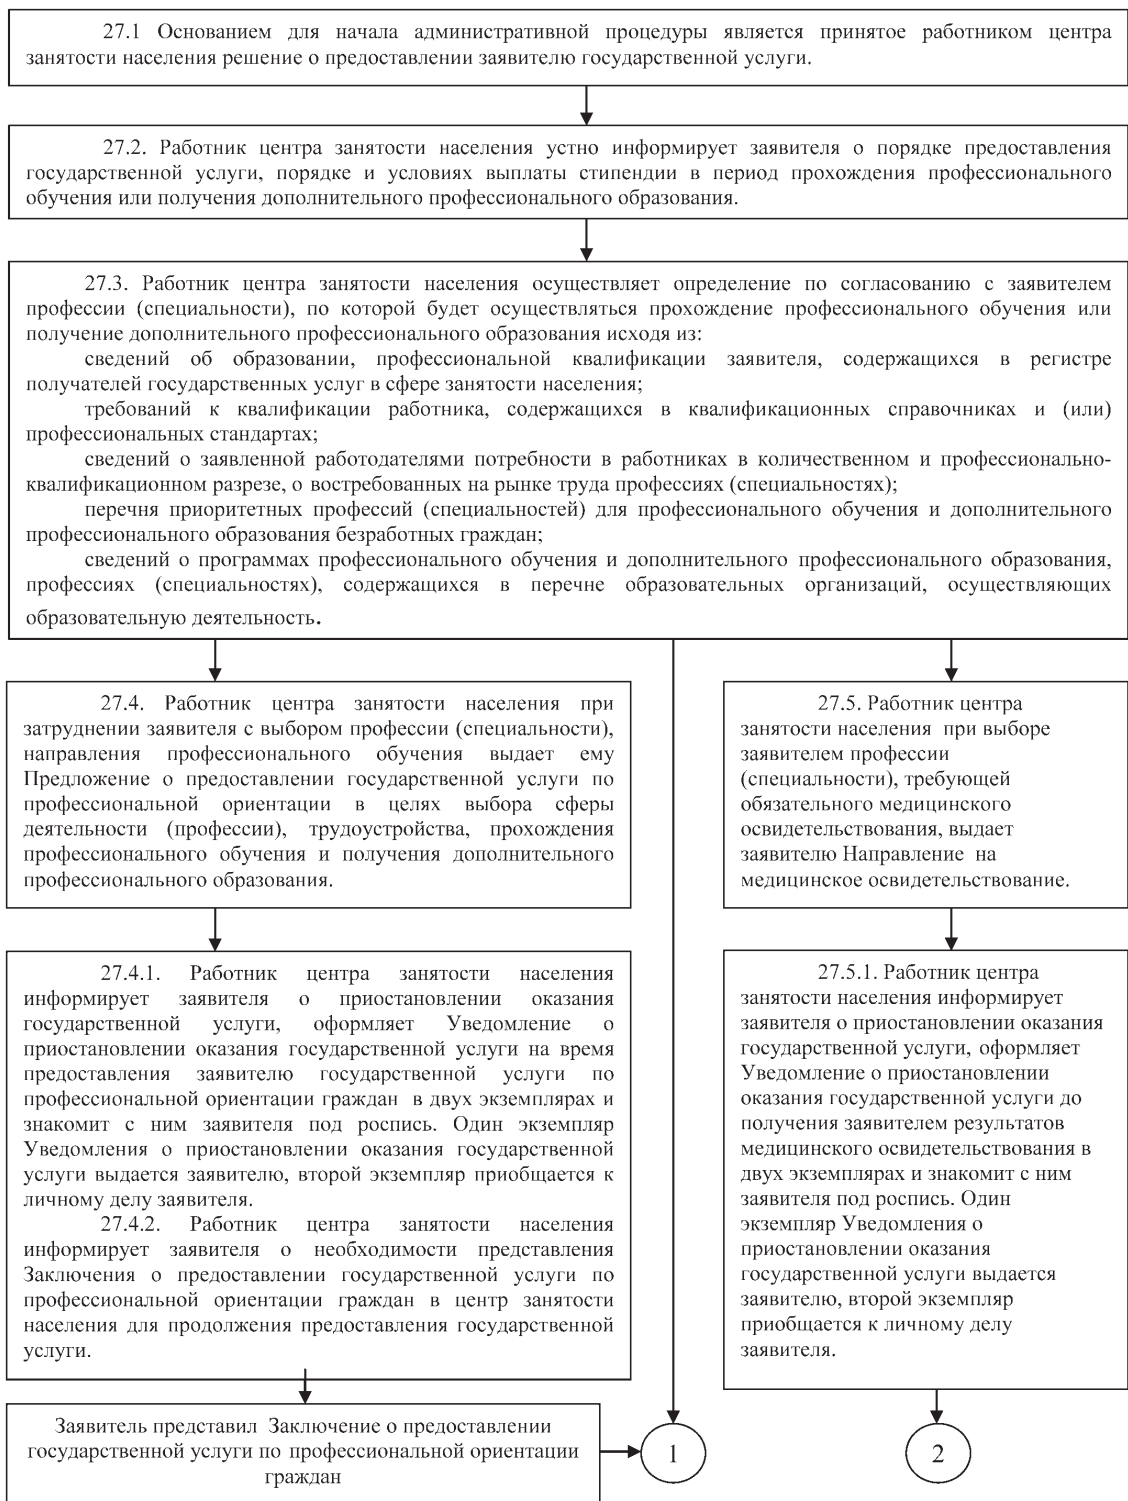 27.1 Основанием для начала административной процедуры является принятое работником центра
занятости населения решение о предоставлении заявителю государственной услуги.
27.2. Работник центра занятости населения устно информирует заявителя о порядке предоставления
государственной услуги, порядке и условиях выплаты стипендии в период прохождения профессионального
обучения или получения дополнительного профессионального образования.
27.3. Работник центра занятости населения осуществляет определение по согласованию с заявителем
профессии (специальности), по которой будет осуществляться прохождение профессионального обучения или
получение дополнительного профессионального образования исходя из:
сведений об образовании, профессиональной квалификации заявителя, содержащихся в регистре
получателей государственных услуг в сфере занятости населения;
требований к квалификации работника, содержащихся в квалификационных справочниках и (или)
профессиональных стандартах;
сведений о заявленной работодателями потребности в работниках в количественном и профессионально-
квалификационном разрезе, о востребованных на рынке труда профессиях (специальностях);
перечня приоритетных профессий (специальностей) для профессионального обучения и дополнительного
профессионального образования безработных граждан;
сведений о программах профессионального обучения и дополнительного профессионального образования,
профессиях (специальностях), содержащихся в перечне образовательных организаций, осуществляющих
образовательную деятельность.
27.4. Работник центра занятости населения при
затруднении заявителя с выбором профессии (специальности),
направления профессионального обучения выдает ему
Предложение о предоставлении государственной услуги по
профессиональной ориентации в целях выбора сферы
деятельности (профессии), трудоустройства, прохождения
профессионального обучения и получения дополнительного
профессионального образования.
27.5. Работник центра
занятости населения при выборе
заявителем профессии
(специальности), требующей
обязательного медицинского
освидетельствования, выдает
заявителю Направление на
медицинское освидетельствование.
27.4.1. Работник центра занятости населения
информирует заявителя о приостановлении оказания
государственной услуги, оформляет Уведомление о
приостановлении оказания государственной услуги на время
предоставления заявителю государственной услуги по
профессиональной ориентации граждан в двух экземплярах и
знакомит с ним заявителя под роспись. Один экземпляр
Уведомления о приостановлении оказания государственной
услуги выдается заявителю, второй экземпляр приобщается к
личному делу заявителя.
27.4.2. Работник центра занятости населения
информирует заявителя о необходимости представления
Заключения о предоставлении государственной услуги по
профессиональной ориентации граждан в центр занятости
населения для продолжения предоставления государственной
услуги.
27.5.1. Работник центра
занятости населения информирует
заявителя о приостановлении оказания
государственной услуги, оформляет
Уведомление о приостановлении
оказания государственной услуги до
получения заявителем результатов
медицинского освидетельствования в
двух экземплярах и знакомит с ним
заявителя под роспись. Один
экземпляр Уведомления о
приостановлении оказания
государственной услуги выдается
заявителю, второй экземпляр
приобщается к личному делу
заявителя.
Заявитель представил Заключение о предоставлении
государственной услуги по профессиональной ориентации
граждан
1
2